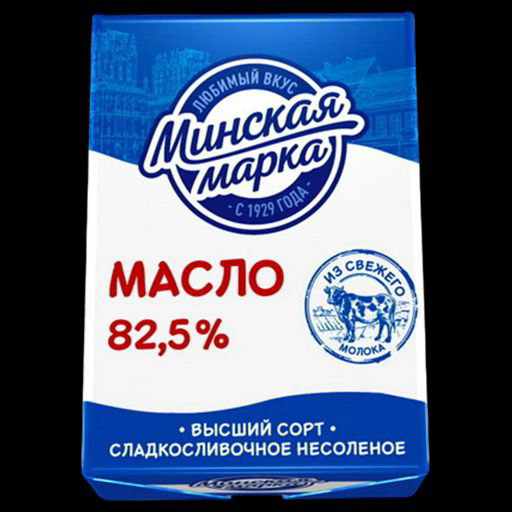 ЛЮБИМЫЙ ВКУС
Минская
марка
- С 1929 ГОДА -
МАСЛО
82,5%
ИЗ СВЕЖЕГО
МОЛОКА
• ВЫСШИЙ СОРТ •
СЛАДКОСЛИВОЧНОЕ НЕСОЛЕНОЕ